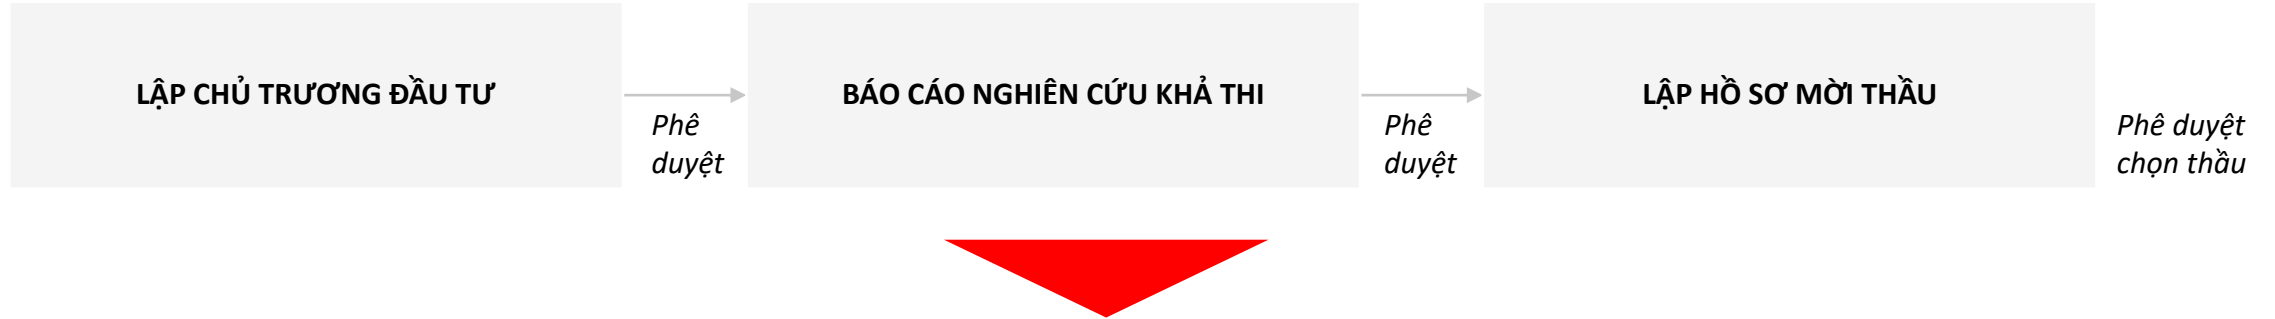 LẬP CHỦ TRƯƠNG ĐẦU TƯ
Phê
duyệt
BÁO CÁO NGHIÊN CỨU KHẢ THI
Phê
duyệt
LẬP HỒ SƠ MỜI THẦU
Phê duyệt
chọn thầu